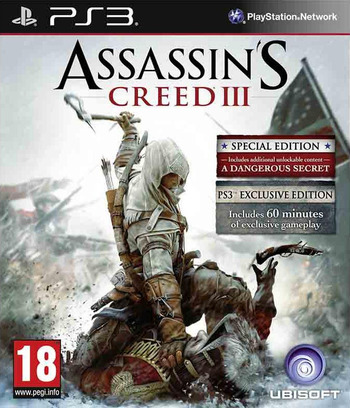 PS3
PlayStation®Network
ASSASSIN'S
CREED III
SPECIAL EDITION
Includes additional unlockable content
A DANGEROUS SECRET
PS3™ EXCLUSIVE EDITION
Includes 60 minutes
of exclusive gameplay
18
www.pegi.info
UBISOFT